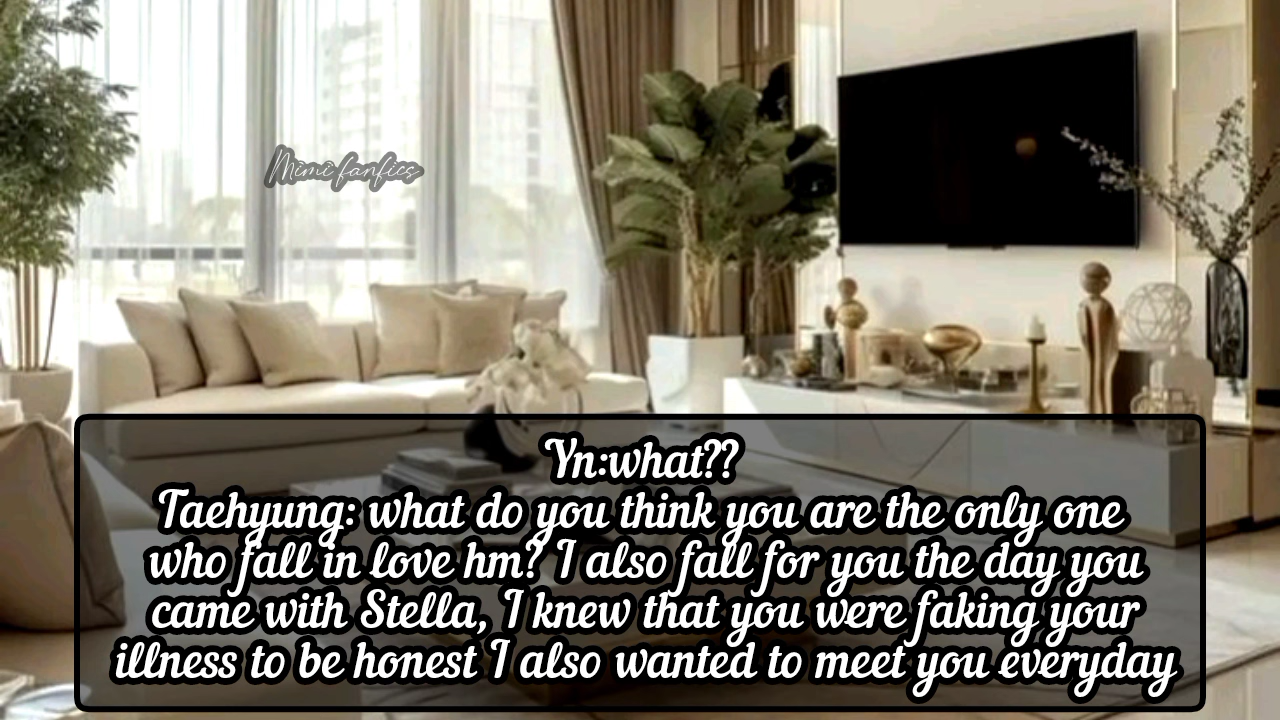 Mimi fanfics
Yn:what??
Taehyung: what do you think you are the only one
who fall in love hm? I also fall for you the day you
came with Stella, I knew that you were faking your
illness to be honest I also wanted to meet you everyday